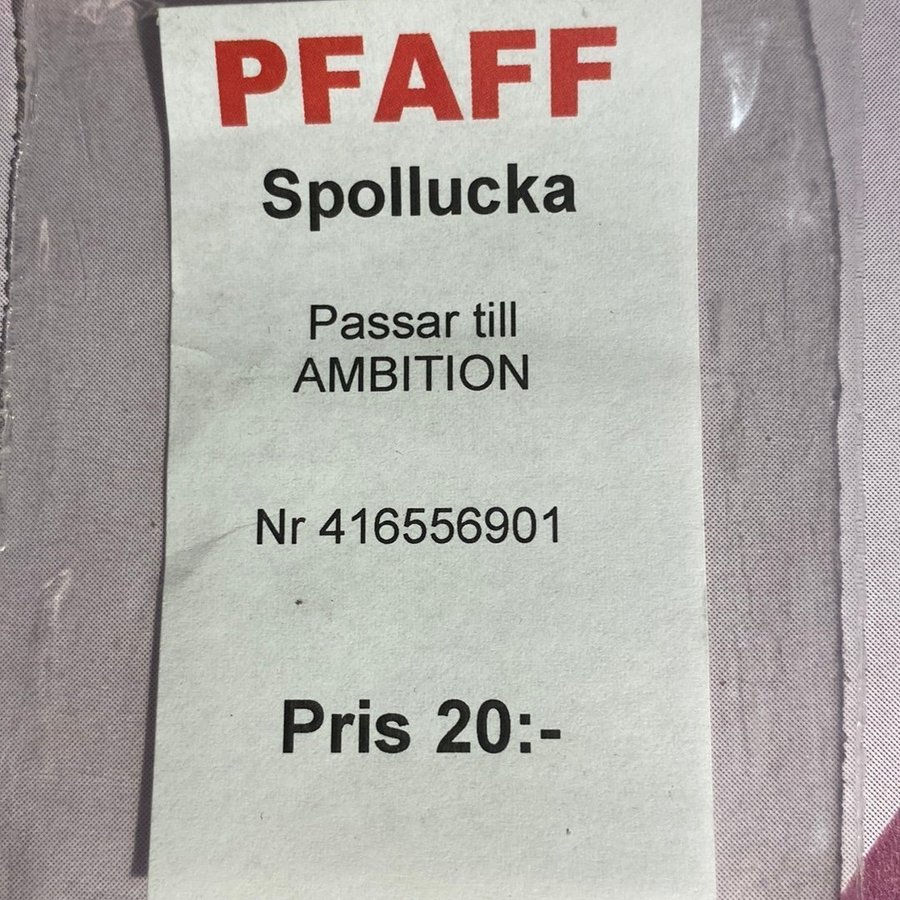 PFAFF
Spollucka
Passar till
AMBITION
Nr 416556901
Pris 20:-